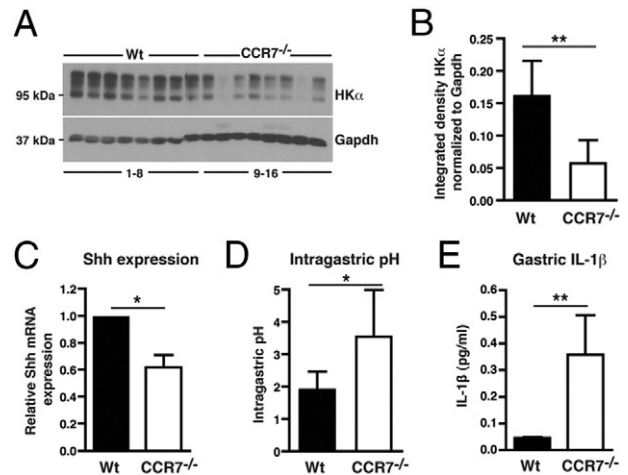 A
Wt
CCR7-/-
95 kDa
HKα
37 kDa
Gapdh
1-8
9-16
B
**
Integrated density HKα
normalized to Gapdh
0.25
0.20
0.15
0.10
0.05
0.00
Wt
CCR7-/-
C
Shh expression
*
Relative Shh mRNA
expression
1.2
1.0
0.8
0.6
0.4
0.2
0.0
Wt
CCR7-/-
D
Intragastric pH
*
Intragastric pH
5
4
3
2
1
0
Wt
CCR7-/-
E
Gastric IL-1β
**
IL-1β (pg/ml)
0.6
0.5
0.4
0.3
0.2
0.1
0.0
Wt
CCR7-/-